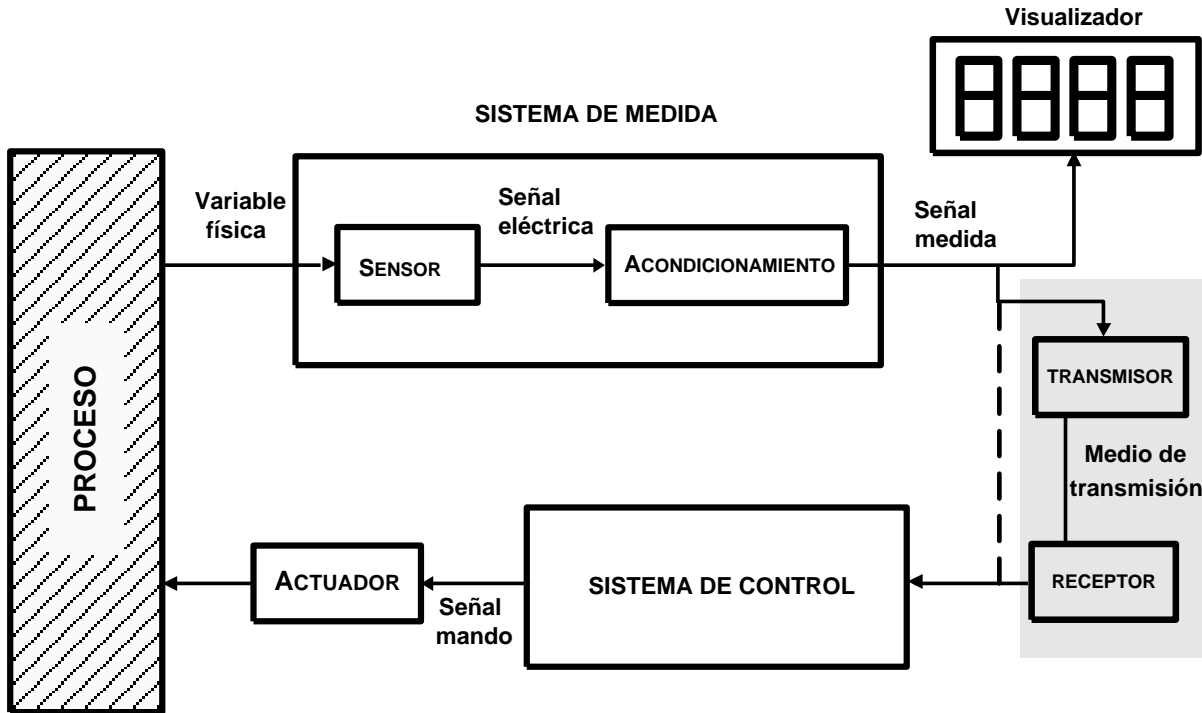 Visualizador
SISTEMA DE MEDIDA
Variable
física
Señal
eléctrica
Señal
medida
SENSOR
ACONDICIONAMIENTO
PROCESO
TRANSMISOR
Medio de
transmisión
RECEPTOR
SISTEMA DE CONTROL
Señal
mando
ACTUADOR